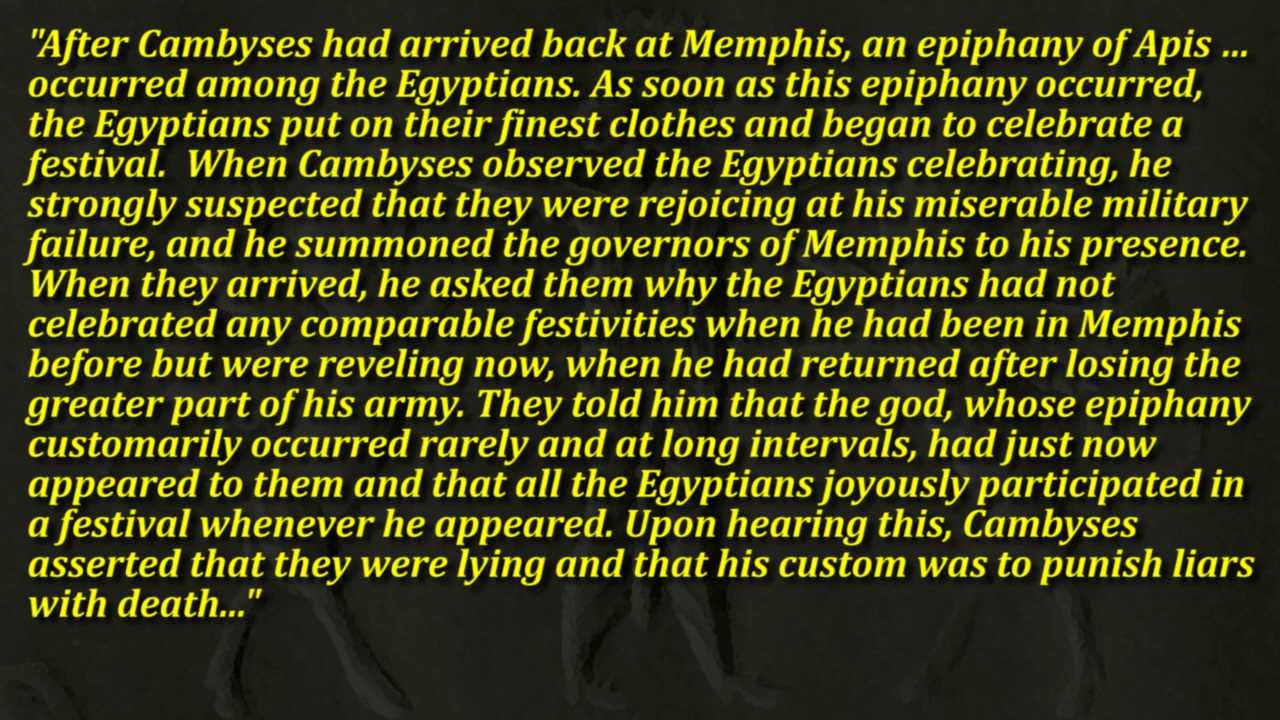 "After Cambyses had arrived back at Memphis, an epiphany of Apis ...
occurred among the Egyptians. As soon as this epiphany occurred,
the Egyptians put on their finest clothes and began to celebrate a
festival.  When Cambyses observed the Egyptians celebrating, he
strongly suspected that they were rejoicing at his miserable military
failure, and he summoned the governors of Memphis to his presence.
When they arrived, he asked them why the Egyptians had not
celebrated any comparable festivities when he had been in Memphis
before but were reveling now, when he had returned after losing the
greater part of his army. They told him that the god, whose epiphany
customarily occurred rarely and at long intervals, had just now
appeared to them and that all the Egyptians joyously participated in
a festival whenever he appeared. Upon hearing this, Cambyses
asserted that they were lying and that his custom was to punish liars
with death..."